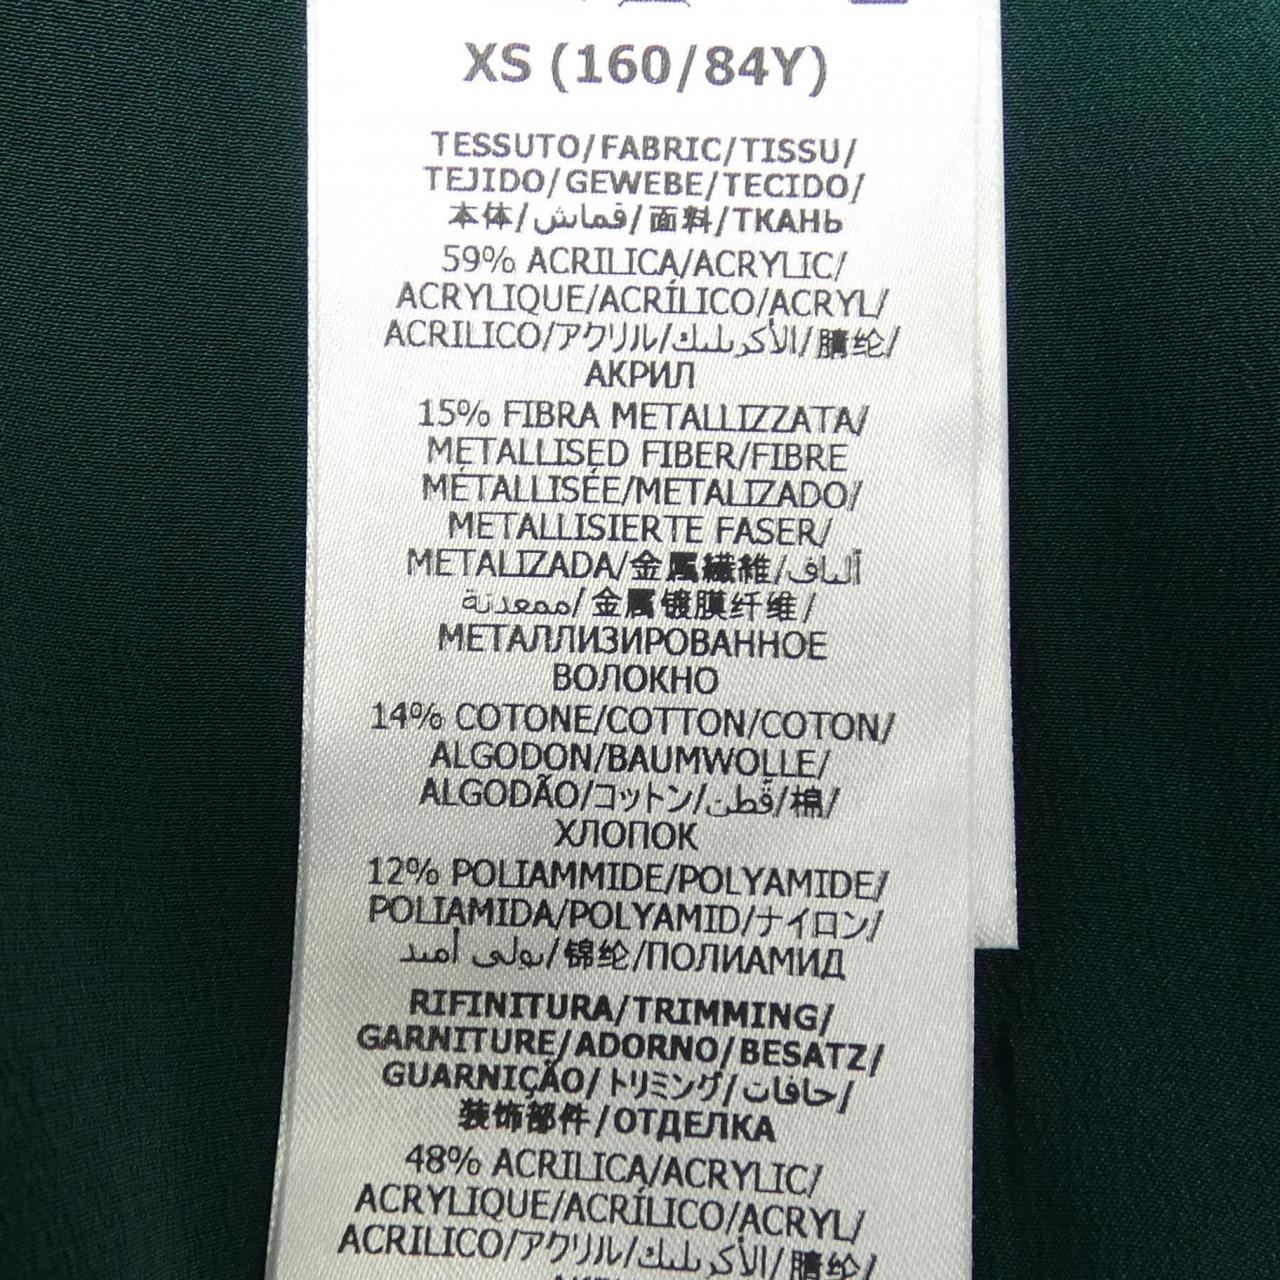 XS (160/84Y)
TESSUTO/FABRIC/TISSU/
TEJIDO/GEWEBE/TECIDO/
本体/قماش/面料/ТКАНЬ
59% ACRILICA/ACRYLIC/
ACRYLIQUE/ACRÍLICO/ACRYL/
ACRILICO/アクリル/الأكريليك/腈纶/
АКРИЛ
15% FIBRA METALLIZZATA/
METALLISED FIBER/FIBRE
MÉTALLISÉE/METALIZADO/
METALLISIERTE FASER/
METALIZADA/金属繊維/ألياف
ممعدنة/金属镀膜纤维/
МЕТАЛЛИЗИРОВАННОЕ
ВОЛОКНО
14% COTONE/COTTON/COTON/
ALGODON/BAUMWOLLE/
ALGODÃO/コットン/قطن/棉/
ХЛОПОК
12% POLIAMMIDE/POLYAMIDE/
POLIAMIDA/POLYAMID/ナイロン/
بولي أميد/锦纶/ПОЛИАМИД
RIFINITURA/TRIMMING/
GARNITURE/ADORNO/BESATZ/
GUARNIÇÃO/トリミング/حافات/
装饰部件/ОТДЕЛКА
48% ACRILICA/ACRYLIC/
ACRYLIQUE/ACRÍLICO/ACRYL/
ACRILICO/アクリル/الأكريليك/腈纶/